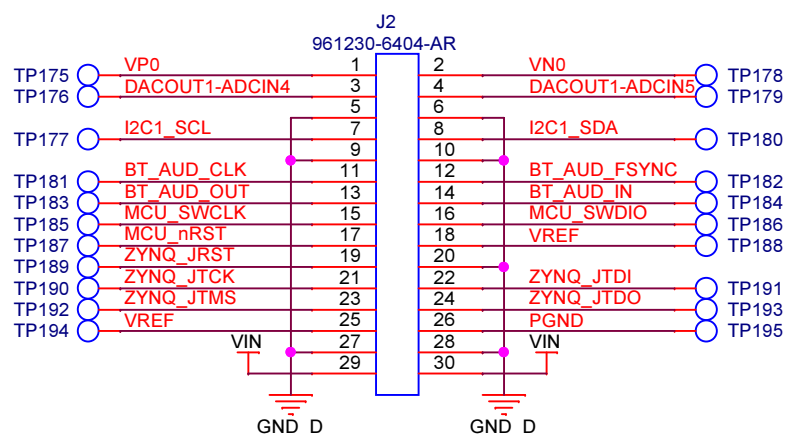 J2
961230-6404-AR
TP175 VP0 1 2 VN0 TP178
TP176 DACOUT1-ADCIN4 3 4 DACOUT1-ADCIN5 TP179
5 6
TP177 I2C1_SCL 7 8 I2C1_SDA TP180
9 10
TP181 BT_AUD_CLK 11 12 BT_AUD_FSYNC TP182
TP183 BT_AUD_OUT 13 14 BT_AUD_IN TP184
TP185 MCU_SWCLK 15 16 MCU_SWDIO TP186
TP187 MCU_nRST 17 18 VREF TP188
TP189 ZYNQ_JRST 19 20
TP190 ZYNQ_JTCK 21 22 ZYNQ_JTDI TP191
TP192 ZYNQ_JTMS 23 24 ZYNQ_JTDO TP193
TP194 VREF 25 26 PGND TP195
VIN 27 28 VIN
29 30
GND_D GND_D